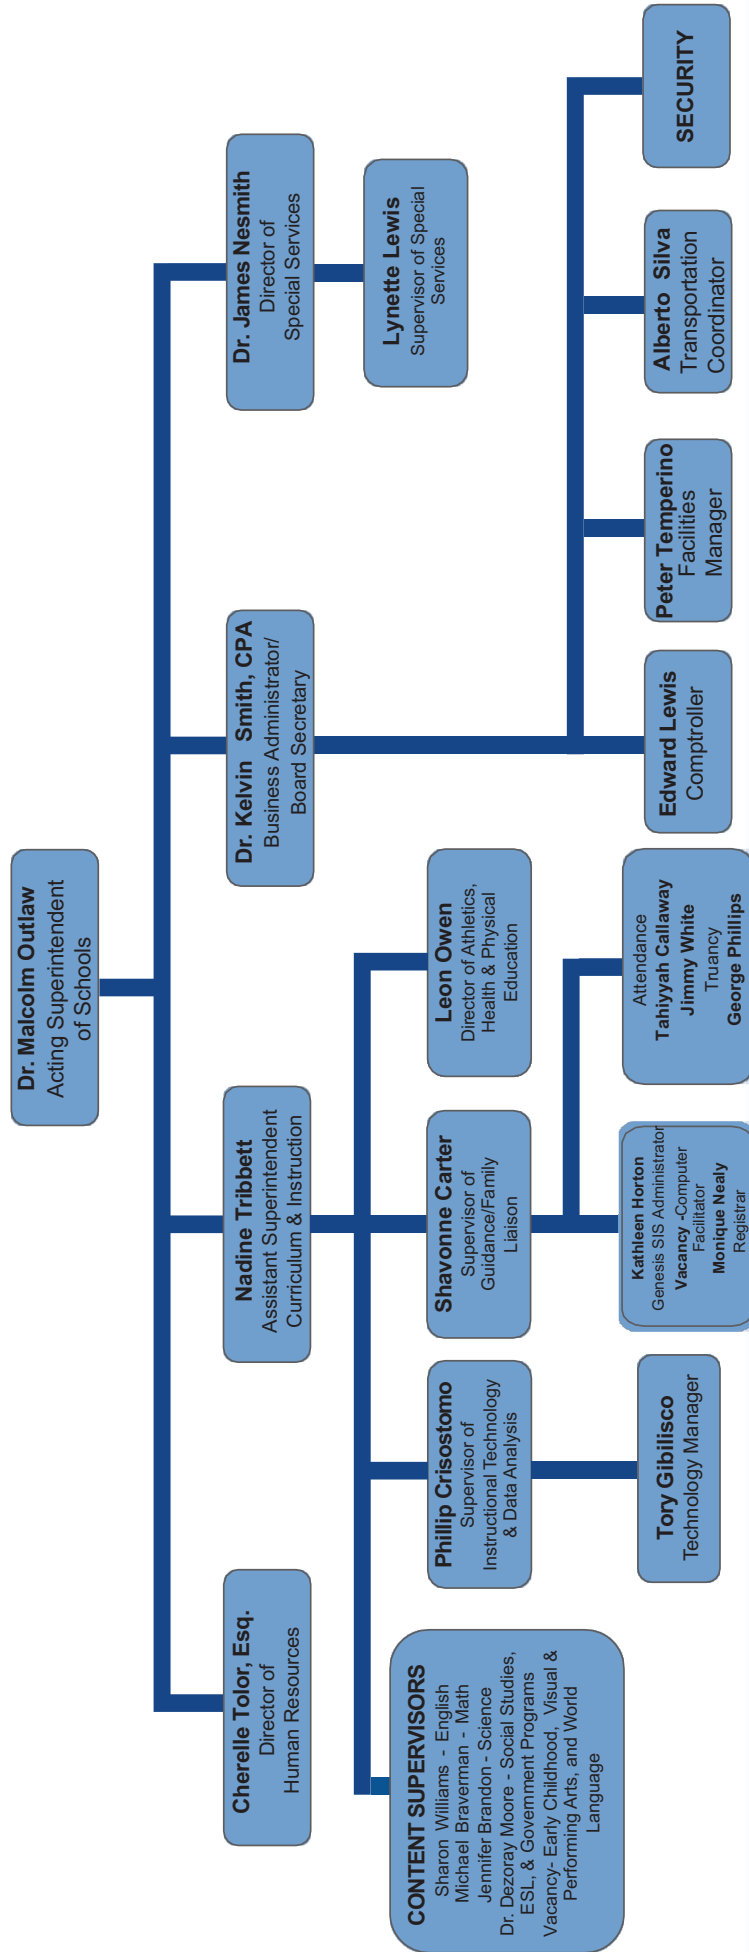 Dr. Malcolm Outlaw
Acting Superintendent
of Schools
Cherelle Tolor, Esq.
Director of
Human Resources
Nadine Tribbett
Assistant Superintendent
Curriculum & Instruction
Dr. Kelvin Smith, CPA
Business Administrator/
Board Secretary
Dr. James Nesmith
Director of
Special Services
CONTENT SUPERVISORS
Sharon Williams - English
Michael Braverman - Math
Jennifer Brandon - Science
Dr. Dezoray Moore - Social Studies,
ESL, & Government Programs
Vacancy- Early Childhood, Visual &
Performing Arts, and World
Language
Phillip Crisostomo
Supervisor of
Instructional Technology
& Data Analysis
Shavonne Carter
Supervisor of
Guidance/Family
Liaison
Leon Owen
Director of Athletics,
Health & Physical
Education
Lynette Lewis
Supervisor of Special
Services
Tory Gibilisco
Technology Manager
Kathleen Horton
Genesis SIS Administrator
Vacancy -Computer
Facilitator
Monique Nealy
Registrar
Attendance
Tahiyyah Callaway
Jimmy White
Truancy
George Phillips
Edward Lewis
Comptroller
Peter Temperino
Facilities
Manager
Alberto Silva
Transportation
Coordinator
SECURITY